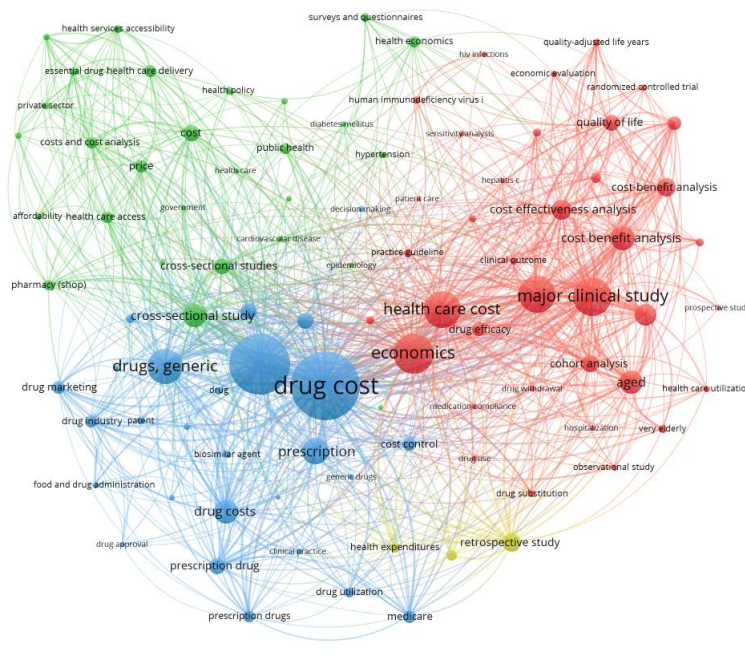 surveys and questionnaires
health services accessibility
health economics
quality-adjusted life years
hiv infections
essential drug
health care delivery
economic evaluation
randomized controlled trial
health policy
private sector
human immunodeficiency virus i
diabetes mellitus
quality of life
cost
sensitivity analysis
costs and cost analysis
public health
hypertension
price
health care
hepatitis c
cost-benefit analysis
patient care
government
decision making
cost effectiveness analysis
affordability
health care access
cardiovascular disease
cost benefit analysis
practice guideline
clinical outcome
cross-sectional studies
epidemiology
pharmacy (shop)
major clinical study
health care cost
prospective stud
cross-sectional study
drug efficacy
economics
drugs, generic
cohort analysis
drug marketing
drug
drug cost
aged
drug withdrawal
health care utilizatio
medication compliance
drug industry
patent
hospitalization
very elderly
prescription
cost control
biosimilar agent
drug use
observational study
generic drugs
food and drug administration
drug substitution
drug costs
drug approval
clinical practice
health expenditures
retrospective study
prescription drug
drug utilization
prescription drugs
medicare